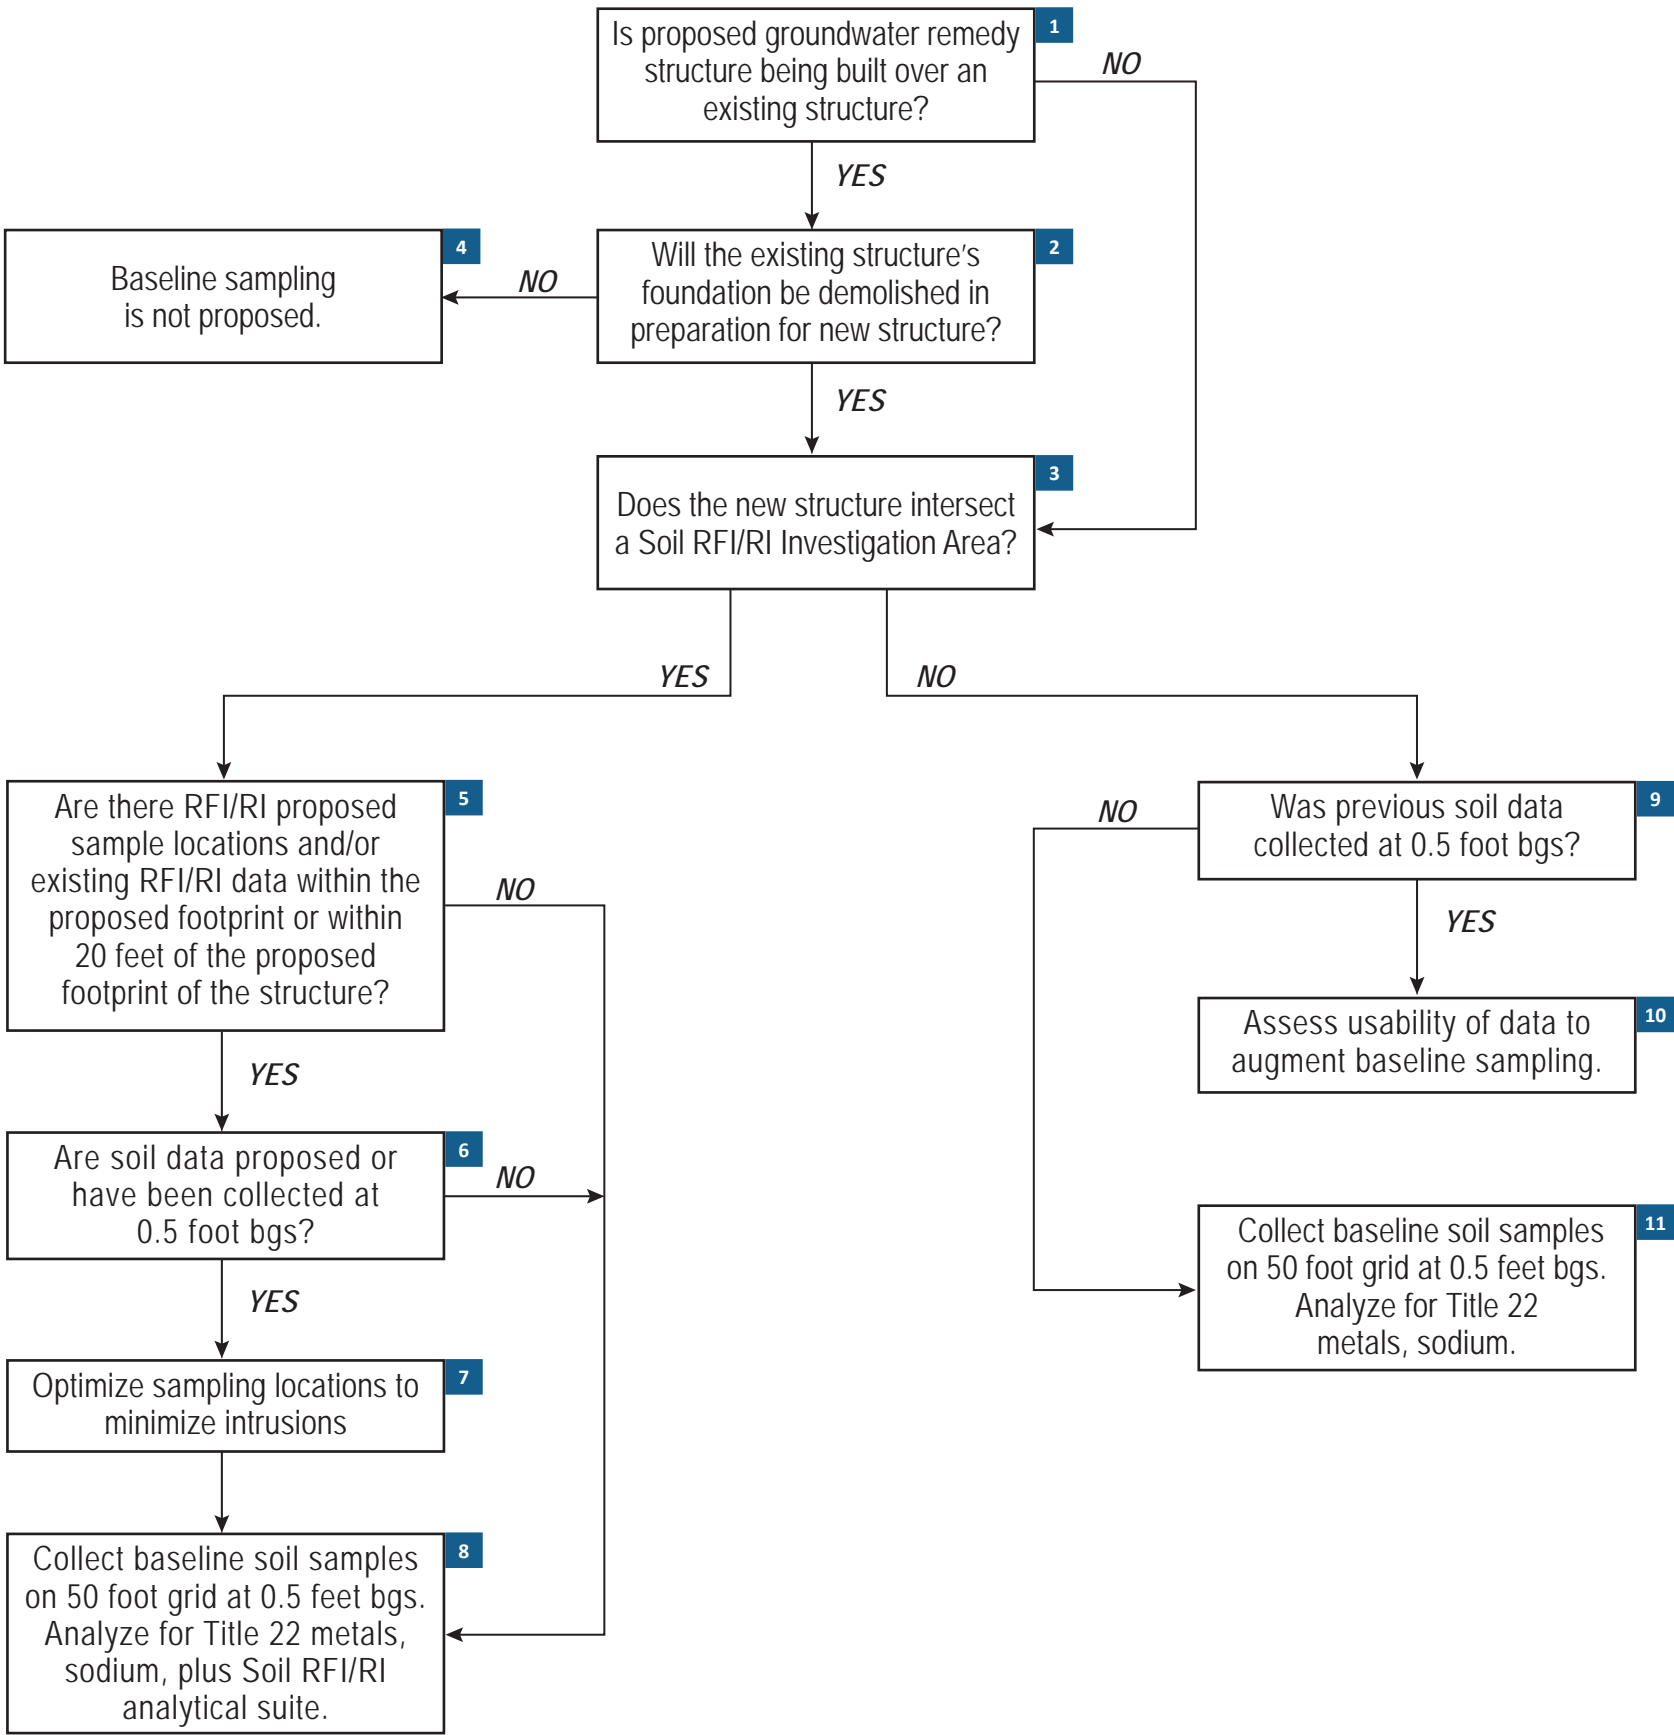 Is proposed groundwater remedy
structure being built over an
existing structure?
1
NO
YES
Baseline sampling
is not proposed.
4
NO
Will the existing structure's
foundation be demolished in
preparation for new structure?
2
YES
Does the new structure intersect
a Soil RFI/RI Investigation Area?
3
YES
NO
Are there RFI/RI proposed
sample locations and/or
existing RFI/RI data within the
proposed footprint or within
20 feet of the proposed
footprint of the structure?
5
NO
YES
Are soil data proposed or
have been collected at
0.5 foot bgs?
6
NO
YES
Optimize sampling locations to
minimize intrusions
7
Collect baseline soil samples
on 50 foot grid at 0.5 feet bgs.
Analyze for Title 22 metals,
sodium, plus Soil RFI/RI
analytical suite.
8
NO
Was previous soil data
collected at 0.5 foot bgs?
9
YES
Assess usability of data to
augment baseline sampling.
10
Collect baseline soil samples
on 50 foot grid at 0.5 feet bgs.
Analyze for Title 22
metals, sodium.
11